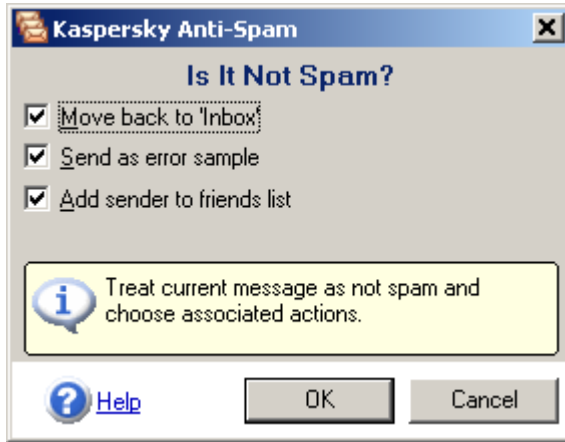 Kaspersky Anti-Spam
Is It Not Spam?
Move back to 'Inbox'
Send as error sample
Add sender to friends list
Treat current message as not spam and
choose associated actions.
Help
OK
Cancel